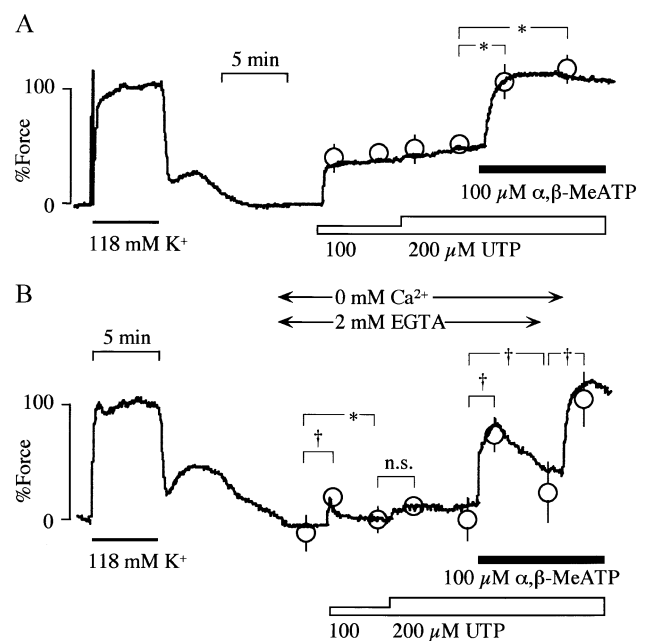 A
5 min
* *
100
%Force
0
118 mM K⁺
100 µM α,β-MeATP
100 200 µM UTP
B
0 mM Ca²⁺
2 mM EGTA
5 min
† †
†
*
†
n.s.
100
%Force
0
118 mM K⁺
100 µM α,β-MeATP
100 200 µM UTP